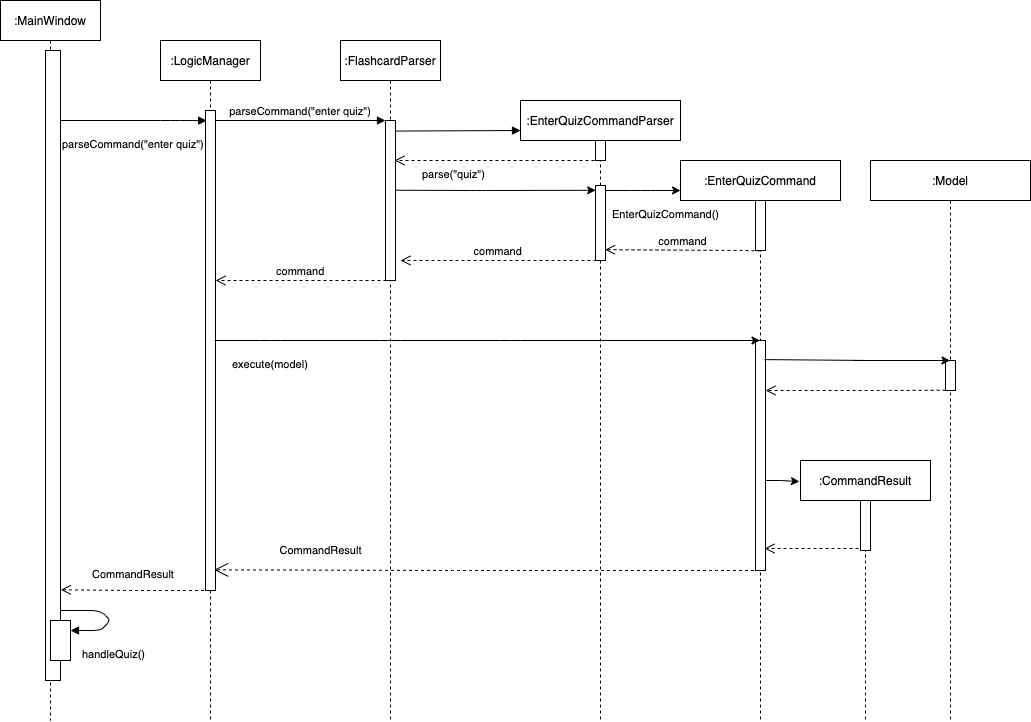 :MainWindow
:LogicManager
:FlashcardParser
parseCommand("enter quiz")
:EnterQuizCommandParser
parseCommand("enter quiz")
parse("quiz")
:EnterQuizCommand
:Model
EnterQuizCommand()
command
command
command
execute(model)
:CommandResult
CommandResult
CommandResult
handleQuiz()